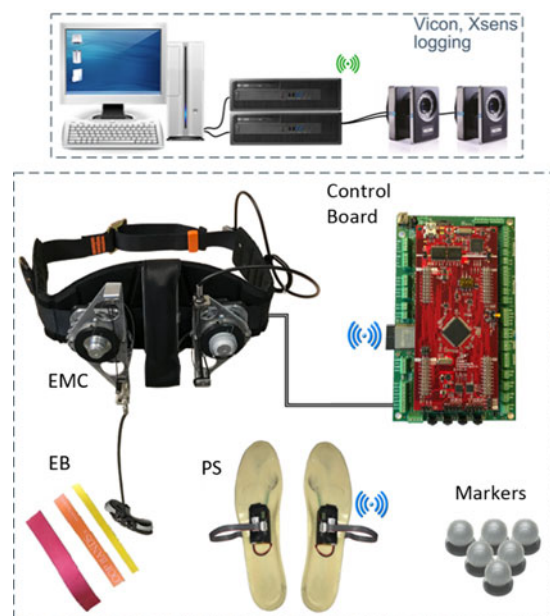 Vicon, Xsens
logging
Control
Board
EMC
EB
PS
Markers